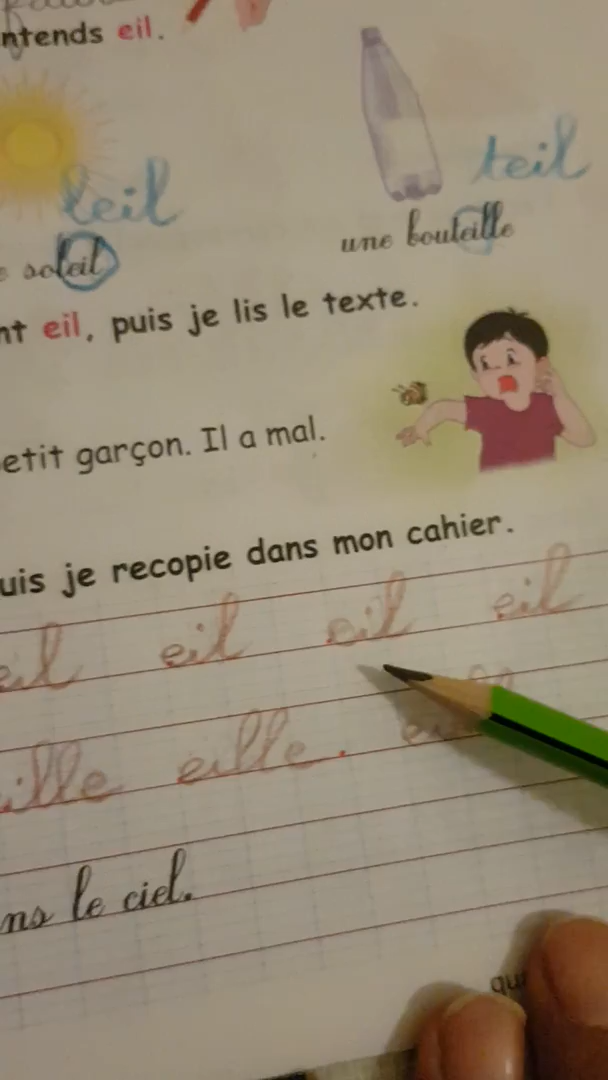 ntends eil.
leil teil
soleil une bouteille
nt eil, puis je lis le texte.
etit garçon. Il a mal.
uis je recopie dans mon cahier.
eil eil eil eil
ille eille.
ns le ciel.